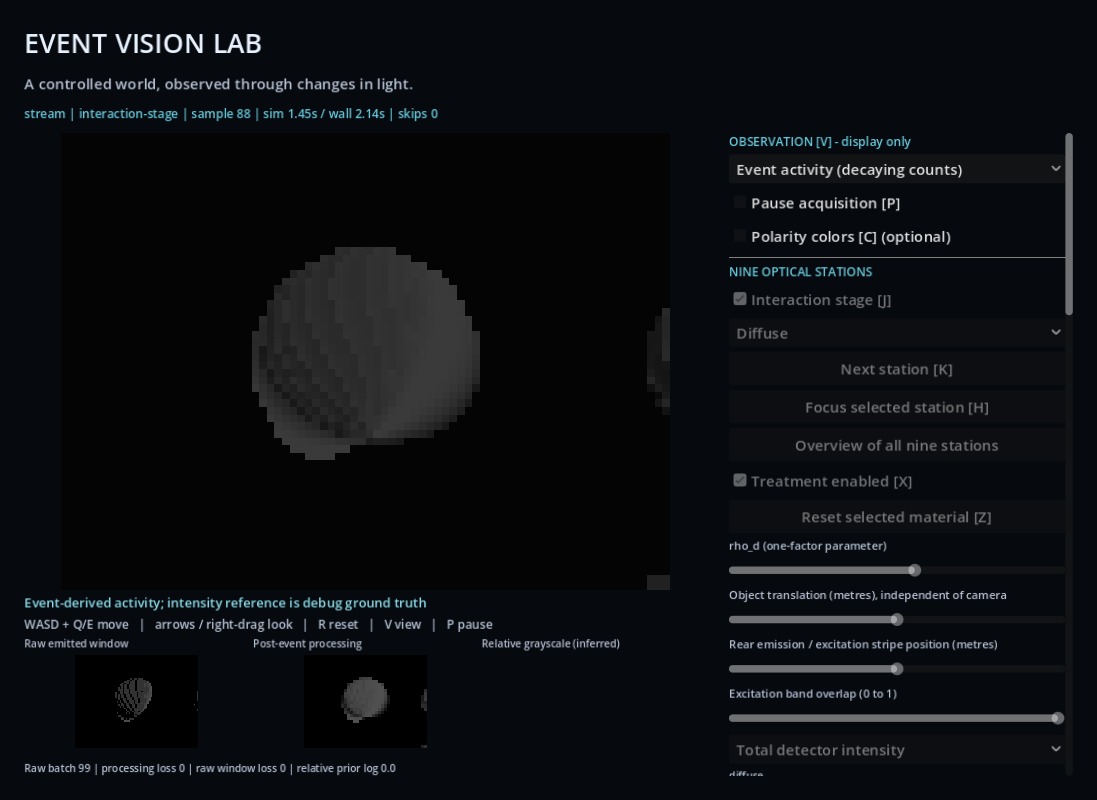 EVENT VISION LAB
A controlled world, observed through changes in light.
stream | interaction-stage | sample 88 | sim 1.45s / wall 2.14s | skips 0
OBSERVATION [V] - display only
Event activity (decaying counts)
Pause acquisition [P]
Polarity colors [C] (optional)
NINE OPTICAL STATIONS
Interaction stage [J]
Diffuse
Next station [K]
Focus selected station [H]
Overview of all nine stations
Treatment enabled [X]
Reset selected material [Z]
rho_d (one-factor parameter)
Object translation (metres), independent of camera
Rear emission / excitation stripe position (metres)
Excitation band overlap (0 to 1)
Total detector intensity
diffuse
Event-derived activity; intensity reference is debug ground truth
WASD + Q/E move | arrows / right-drag look | R reset | V view | P pause
Raw emitted window
Post-event processing
Relative grayscale (inferred)
Raw batch 99 | processing loss 0 | raw window loss 0 | relative prior log 0.0